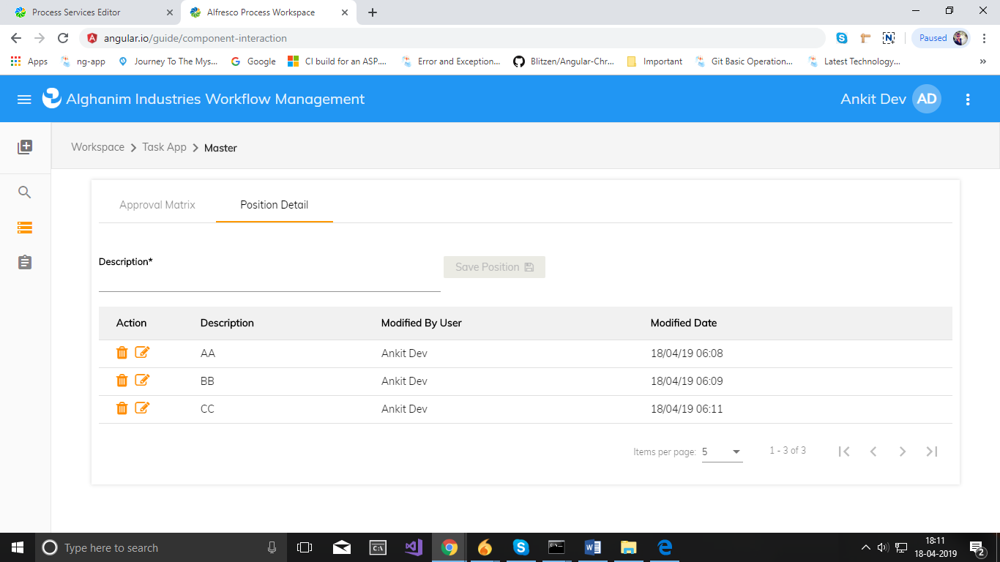 Process Services Editor
Alfresco Process Workspace
angular.io/guide/component-interaction
Paused
Apps
ng-app
Journey To The Mys...
Google
CI build for an ASP....
Error and Exception...
Blitzen/Angular-Chr...
Important
Git Basic Operation...
Latest Technology...
»
Alghanim Industries Workflow Management
Ankit Dev AD
Workspace > Task App > Master
Approval Matrix
Position Detail
Description*
Save Position
Action Description Modified By User Modified Date
AA Ankit Dev 18/04/19 06:08
BB Ankit Dev 18/04/19 06:09
CC Ankit Dev 18/04/19 06:11
Items per page: 5 1 - 3 of 3
Type here to search
18:11
18-04-2019
2